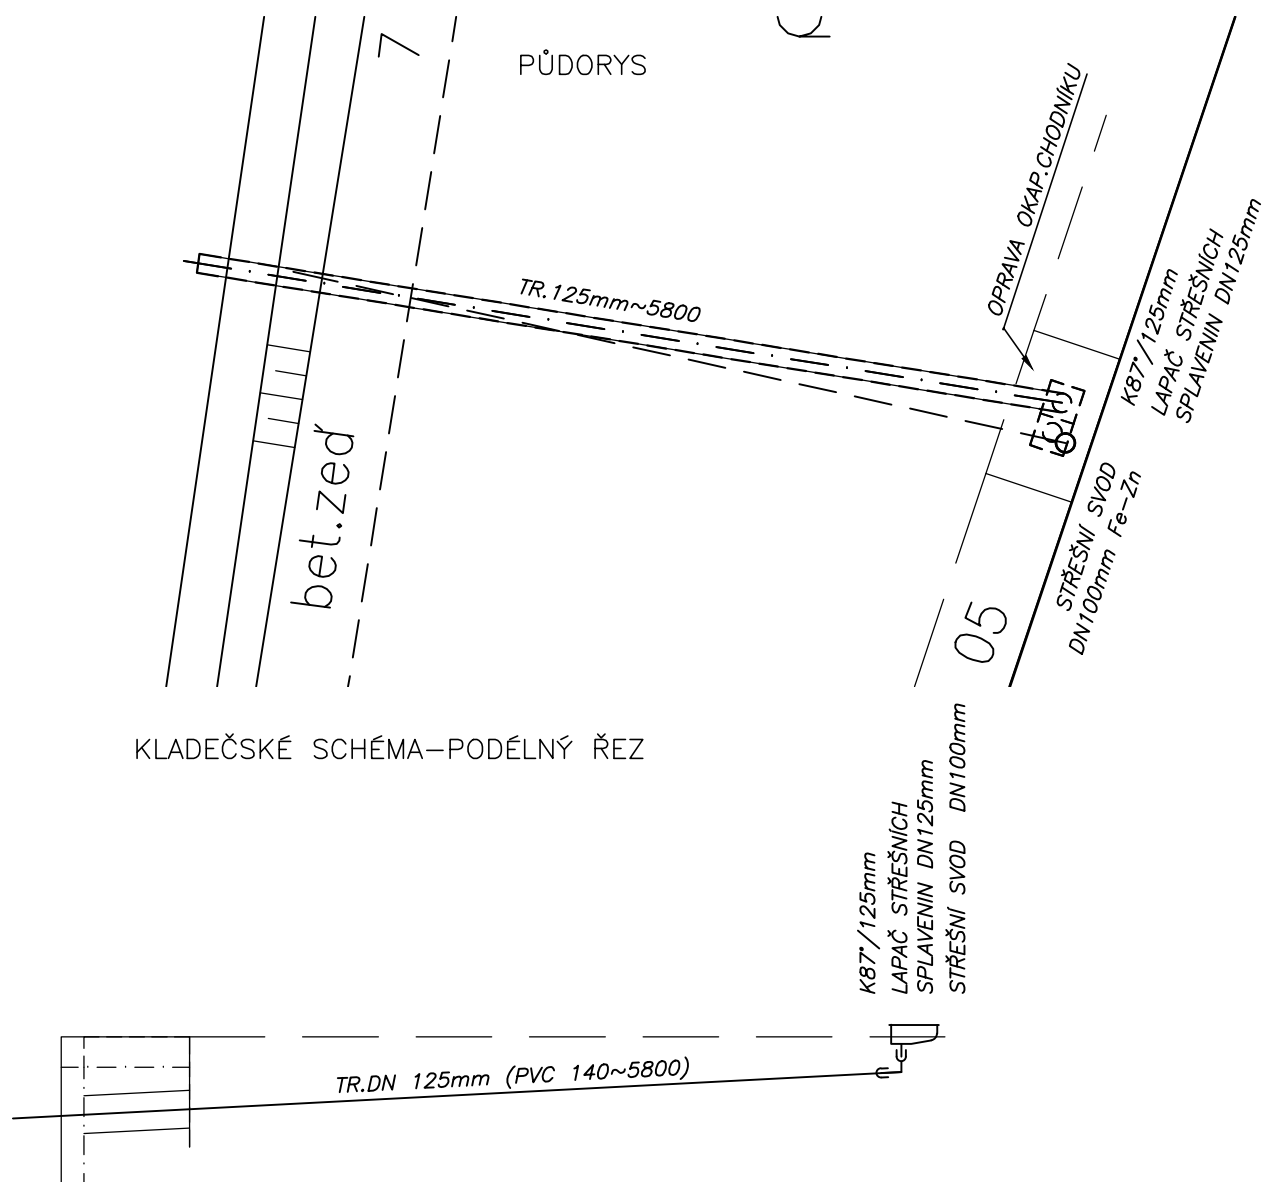 7
PŮDORYS
OPRAVA OKAP.CHODNÍKU
TR.125mm~5800
K87°/125mm
LAPAČ STŘEŠNÍCH
SPLAVENIN DN125mm
bet.zeď
STŘEŠNÍ SVOD
DN100mm Fe-Zn
05
KLADEČSKÉ SCHÉMA-PODÉLNÝ ŘEZ
K87°/125mm
LAPAČ STŘEŠNÍCH
SPLAVENIN DN125mm
STŘEŠNÍ SVOD DN100mm
TR.DN 125mm (PVC 140~5800)